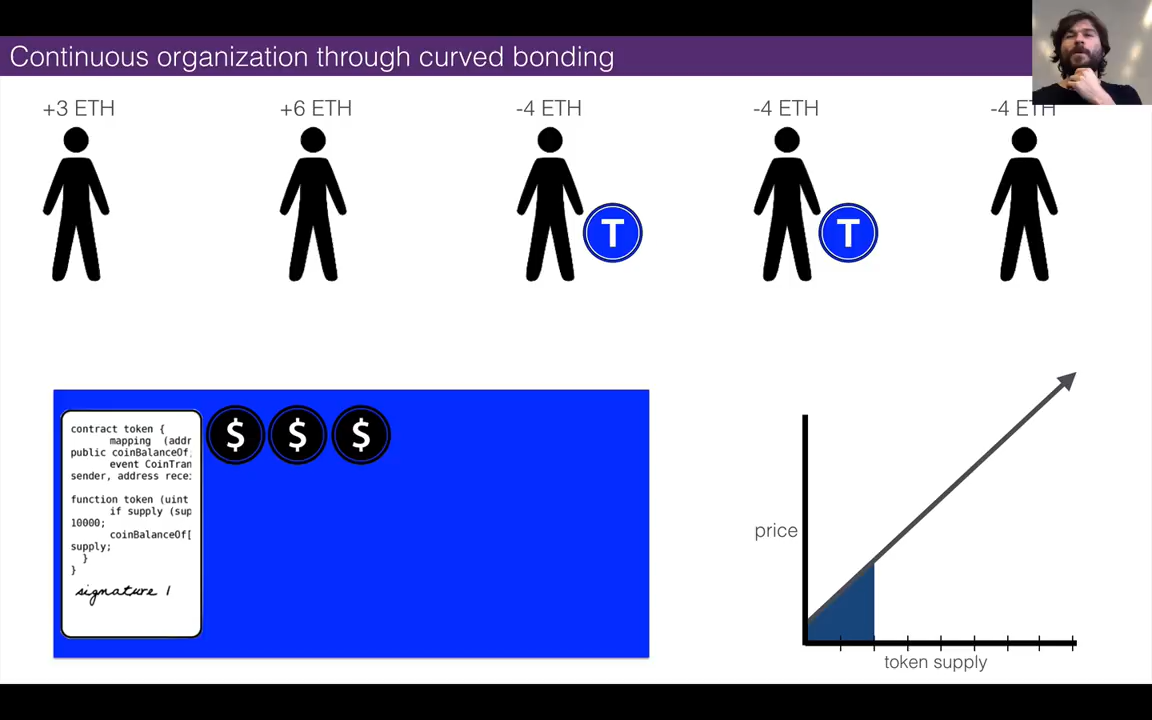 Continuous organization through curved bonding
+3 ETH
+6 ETH
-4 ETH
-4 ETH
-4 ETH
T
T
contract token {
mapping (addr
public coinBalanceOf;
event CoinTran
sender, address rece:
function token (uint
if supply (sup
10000;
coinBalanceOf[
supply;
}
}
signature 1
$ $ $
price
token supply